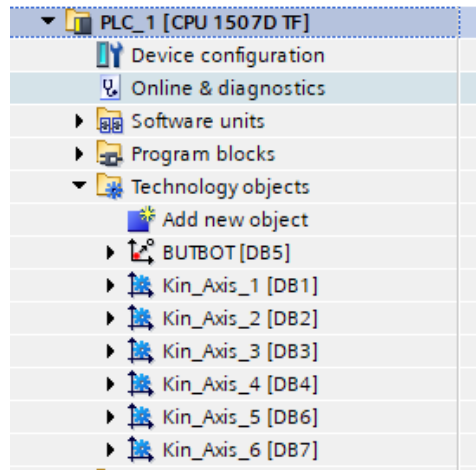 PLC_1 [CPU 1507D TF]
Device configuration
Online & diagnostics
Software units
Program blocks
Technology objects
Add new object
BUTBOT [DB5]
Kin_Axis_1 [DB1]
Kin_Axis_2 [DB2]
Kin_Axis_3 [DB3]
Kin_Axis_4 [DB4]
Kin_Axis_5 [DB6]
Kin_Axis_6 [DB7]